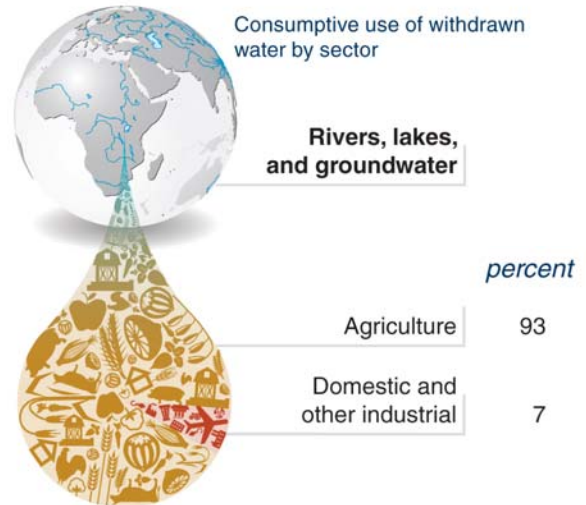 Consumptive use of withdrawn
water by sector
Rivers, lakes,
and groundwater
percent
Agriculture 93
Domestic and
other industrial 7